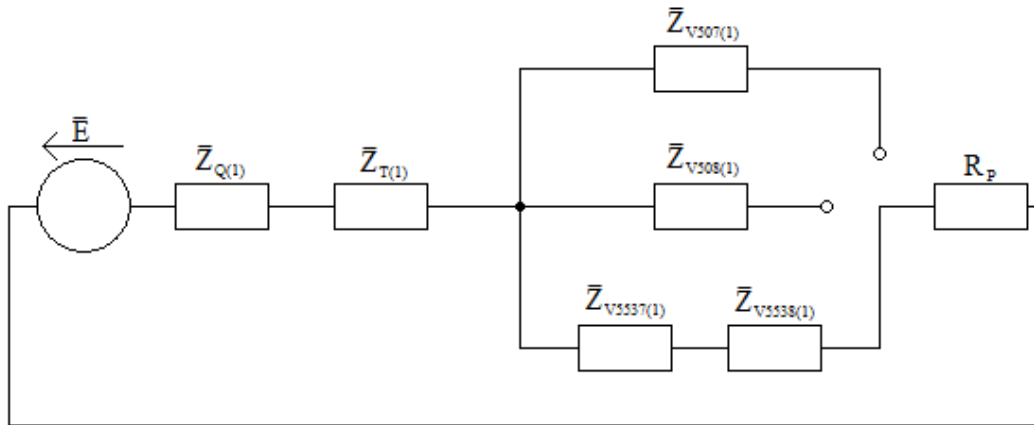 Z̅V507(1)
E̅
Z̅Q(1)
Z̅T(1)
Z̅V508(1)
RP
Z̅V5537(1)
Z̅V5538(1)